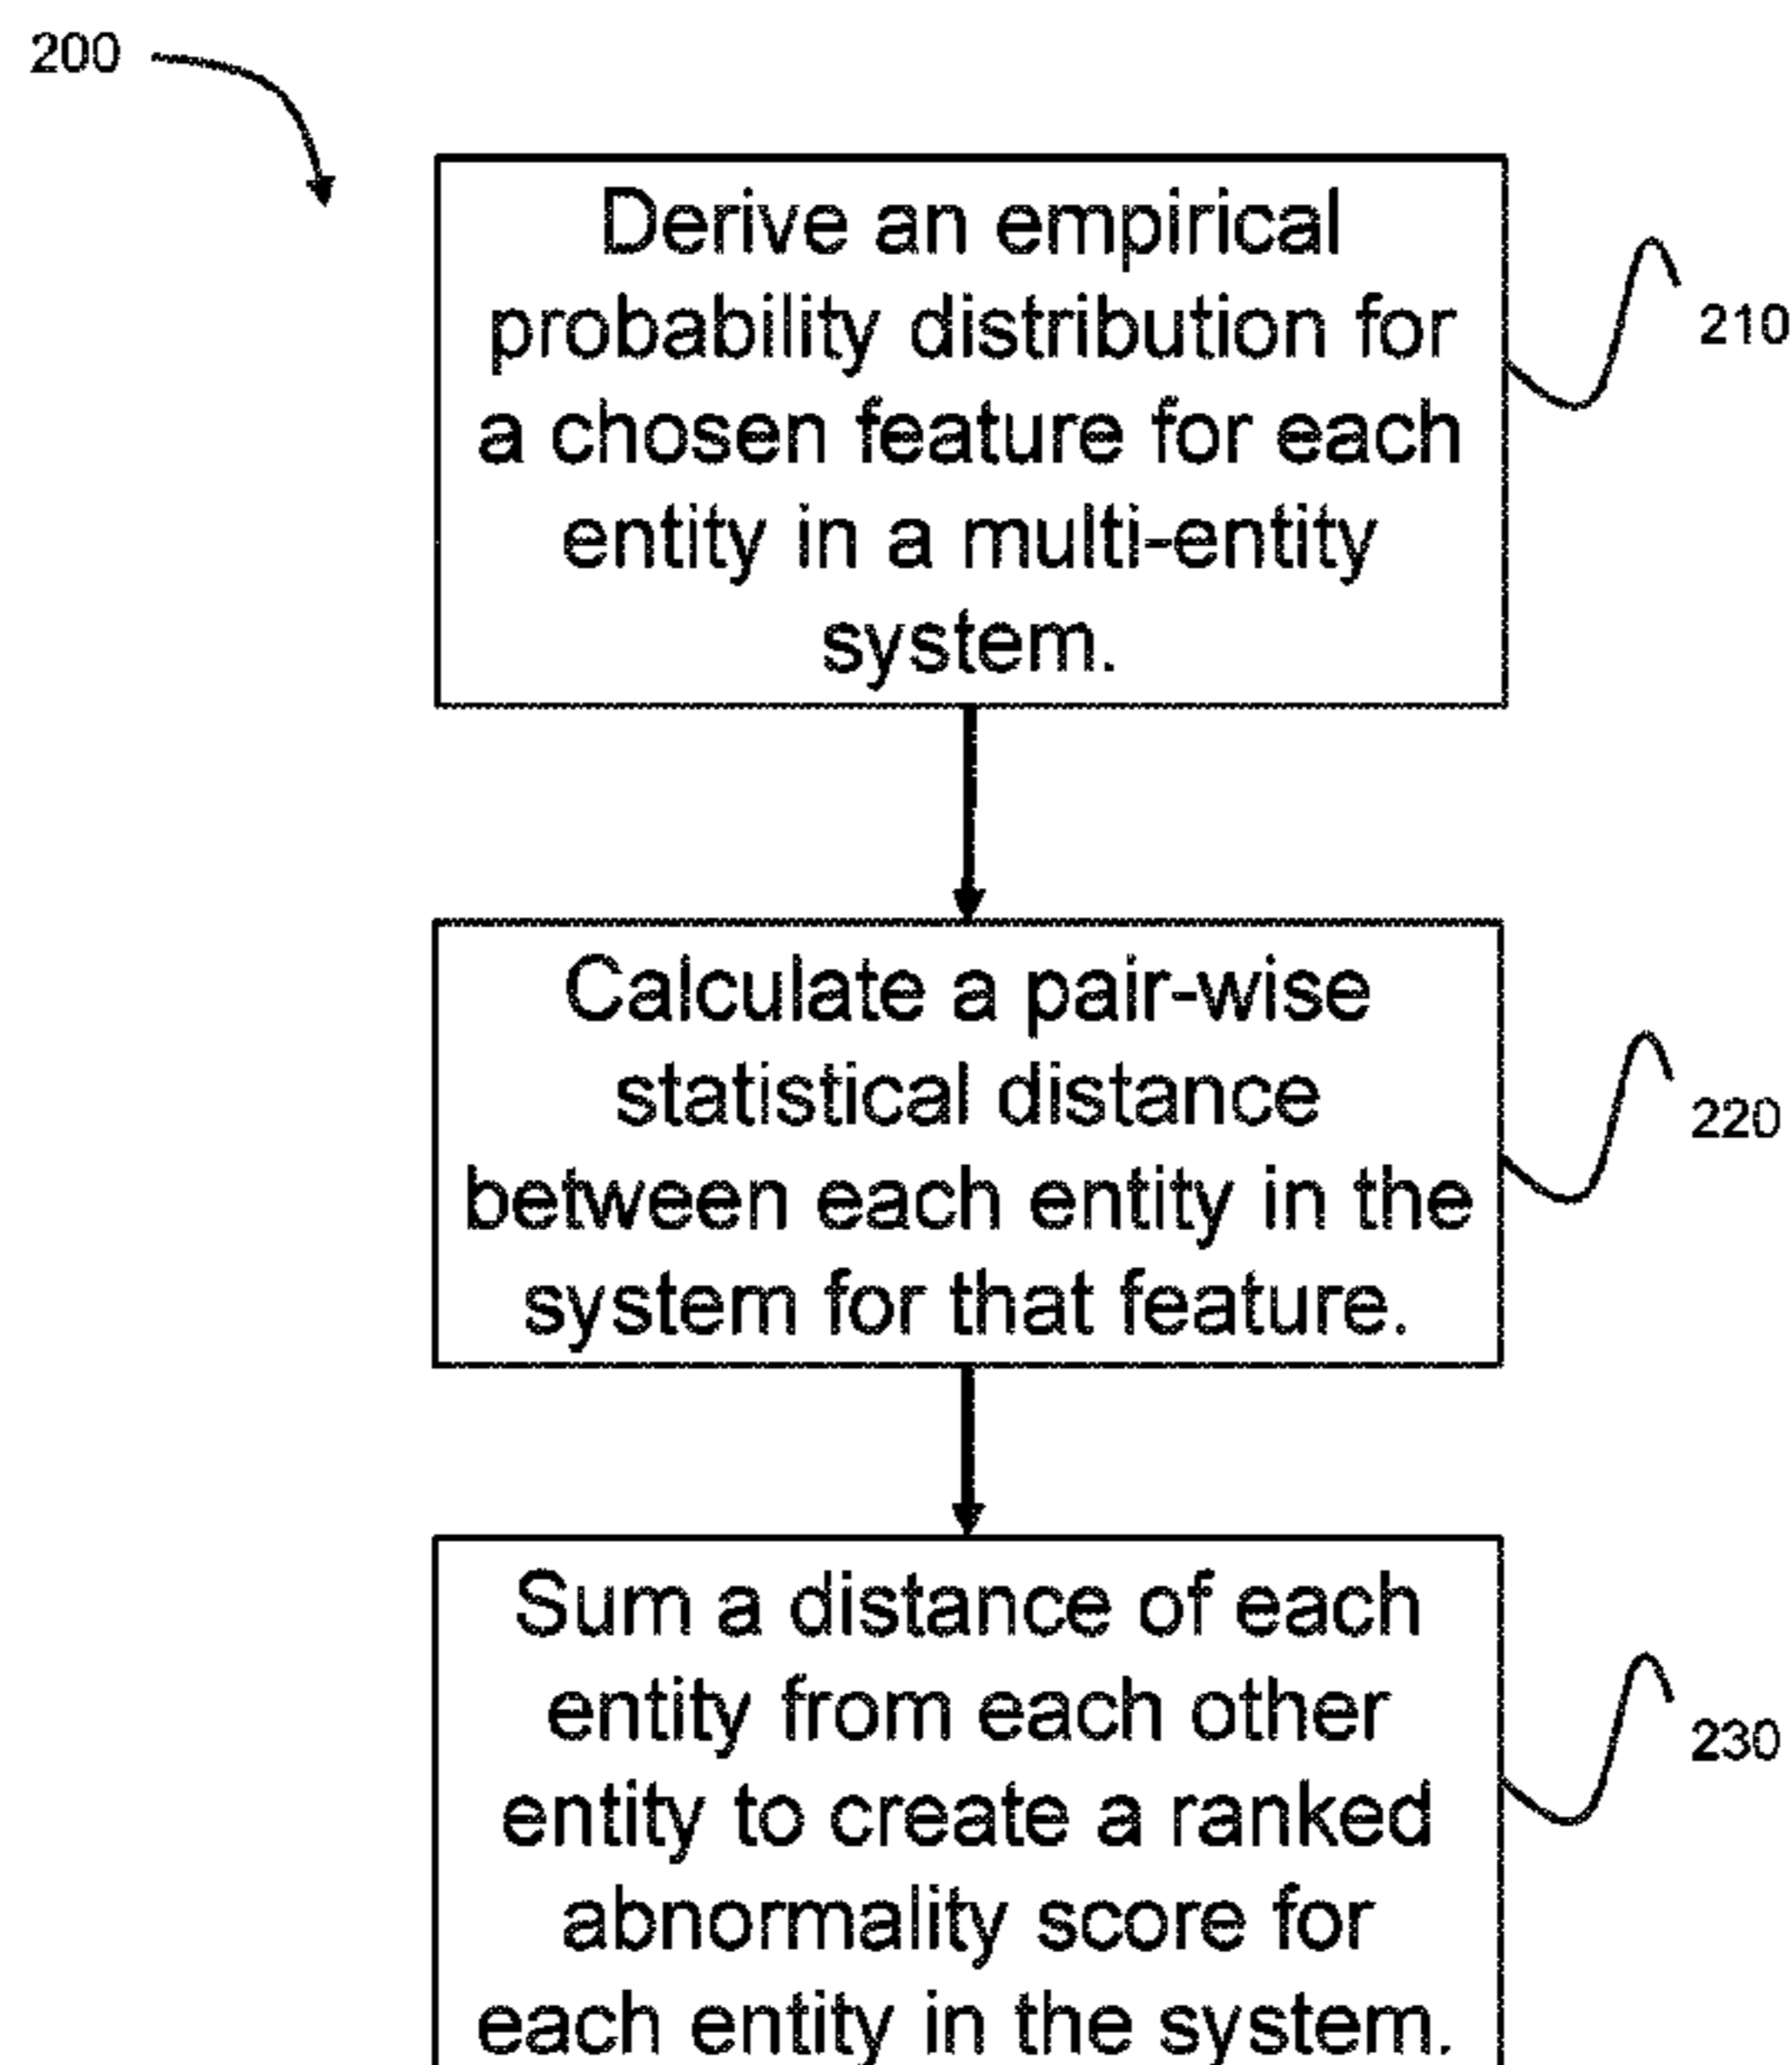 200
Derive an empirical
probability distribution for
a chosen feature for each
entity in a multi-entity
system.
210
Calculate a pair-wise
statistical distance
between each entity in the
system for that feature.
220
Sum a distance of each
entity from each other
entity to create a ranked
abnormality score for
each entity in the system.
230